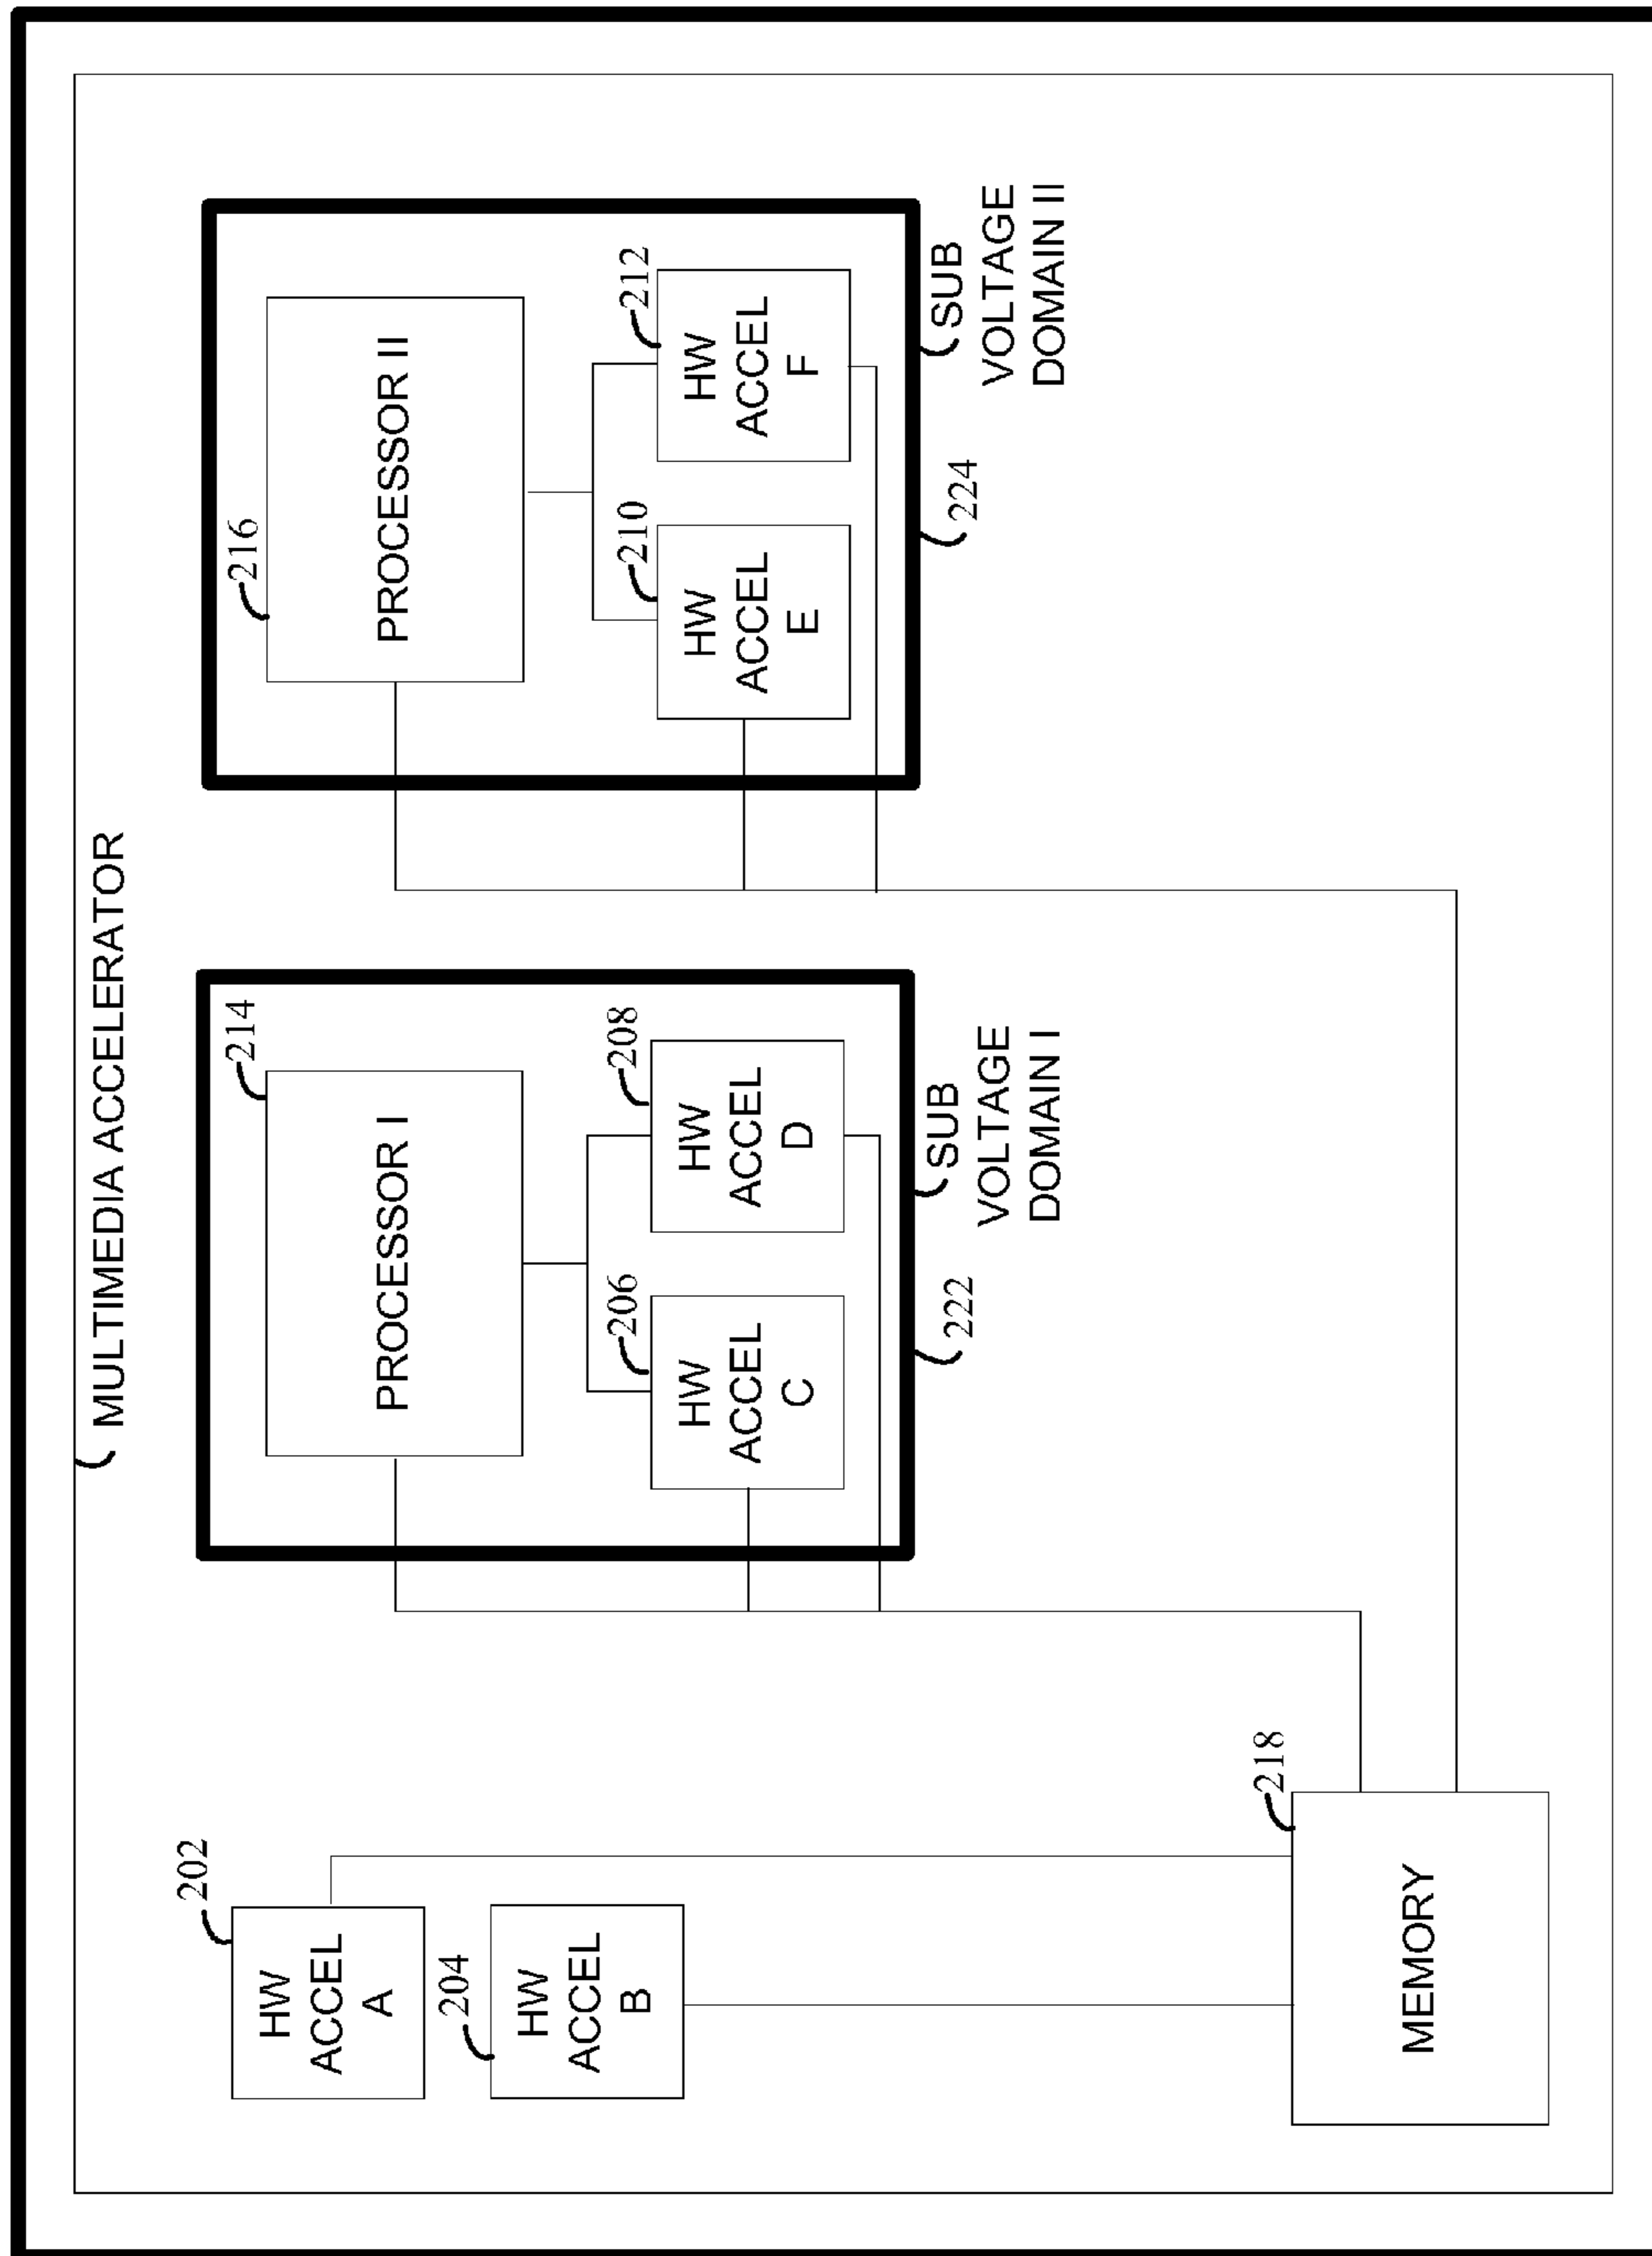 MULTIMEDIA ACCELERATOR
202
HW
ACCEL
A
204
HW
ACCEL
B
218
MEMORY
214
PROCESSOR I
206
HW
ACCEL
C
208
HW
ACCEL
D
222
SUB
VOLTAGE
DOMAIN I
216
PROCESSOR II
210
HW
ACCEL
E
212
HW
ACCEL
F
224
SUB
VOLTAGE
DOMAIN II